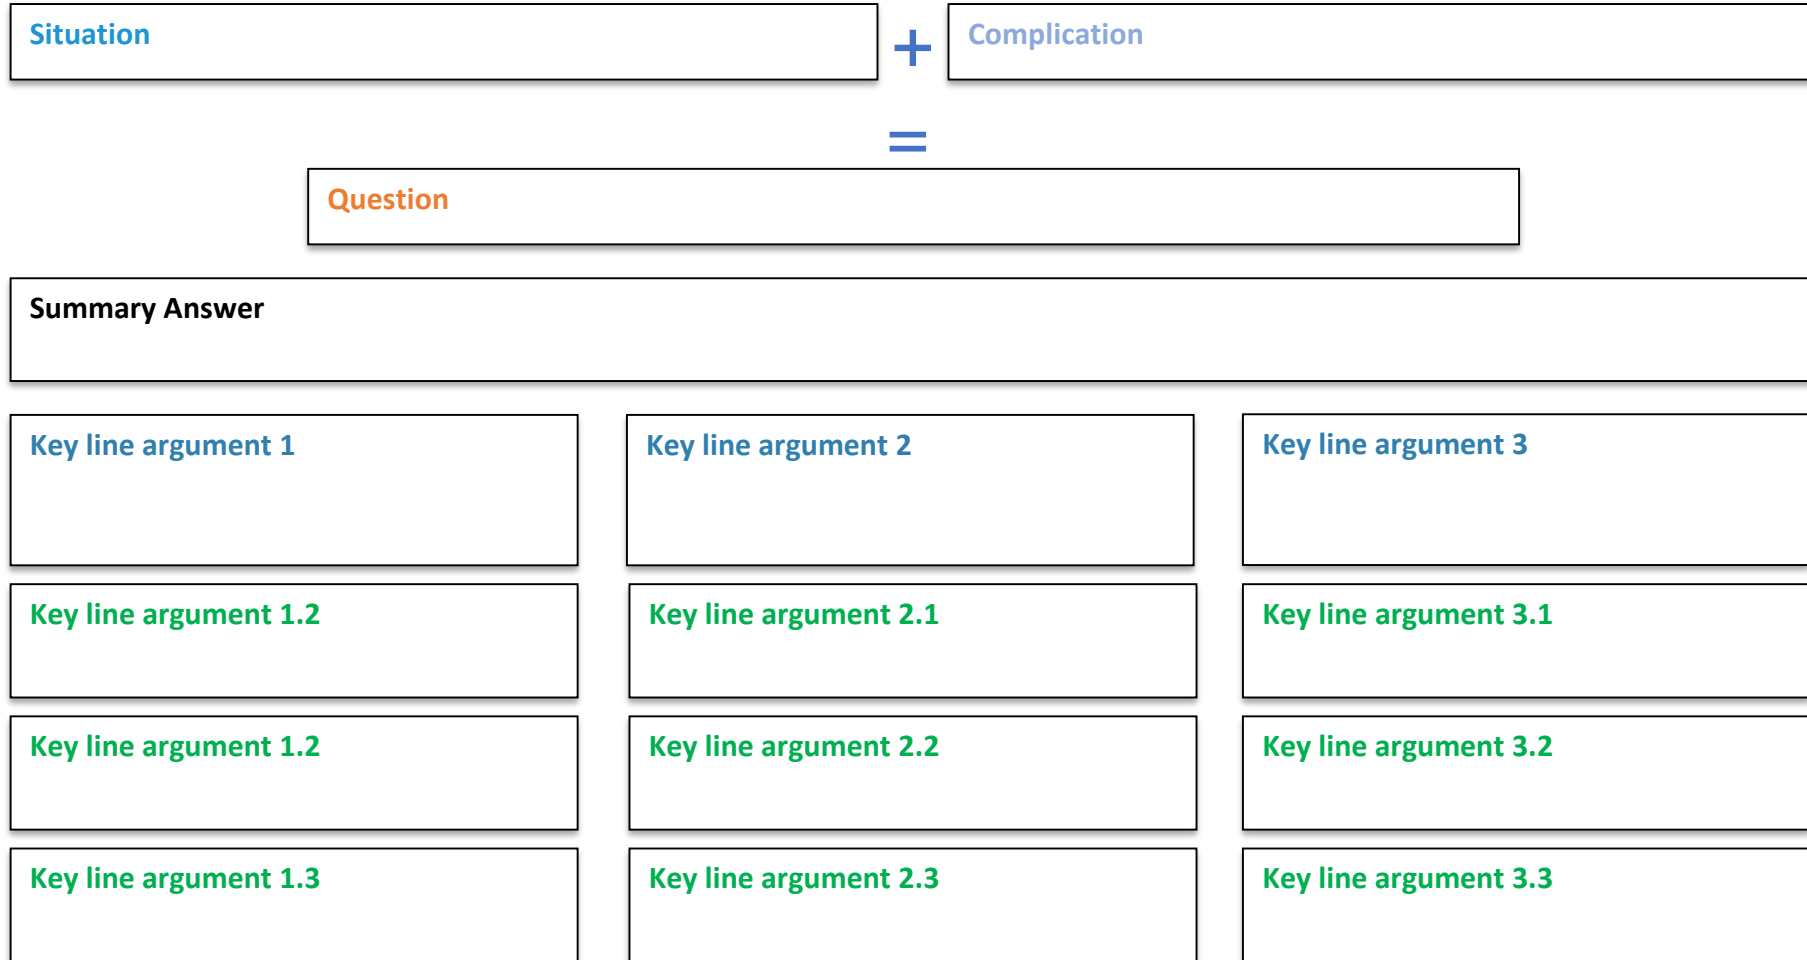 Situation
+
Complication
=
Question
Summary Answer
Key line argument 1
Key line argument 2
Key line argument 3
Key line argument 1.2
Key line argument 2.1
Key line argument 3.1
Key line argument 1.2
Key line argument 2.2
Key line argument 3.2
Key line argument 1.3
Key line argument 2.3
Key line argument 3.3